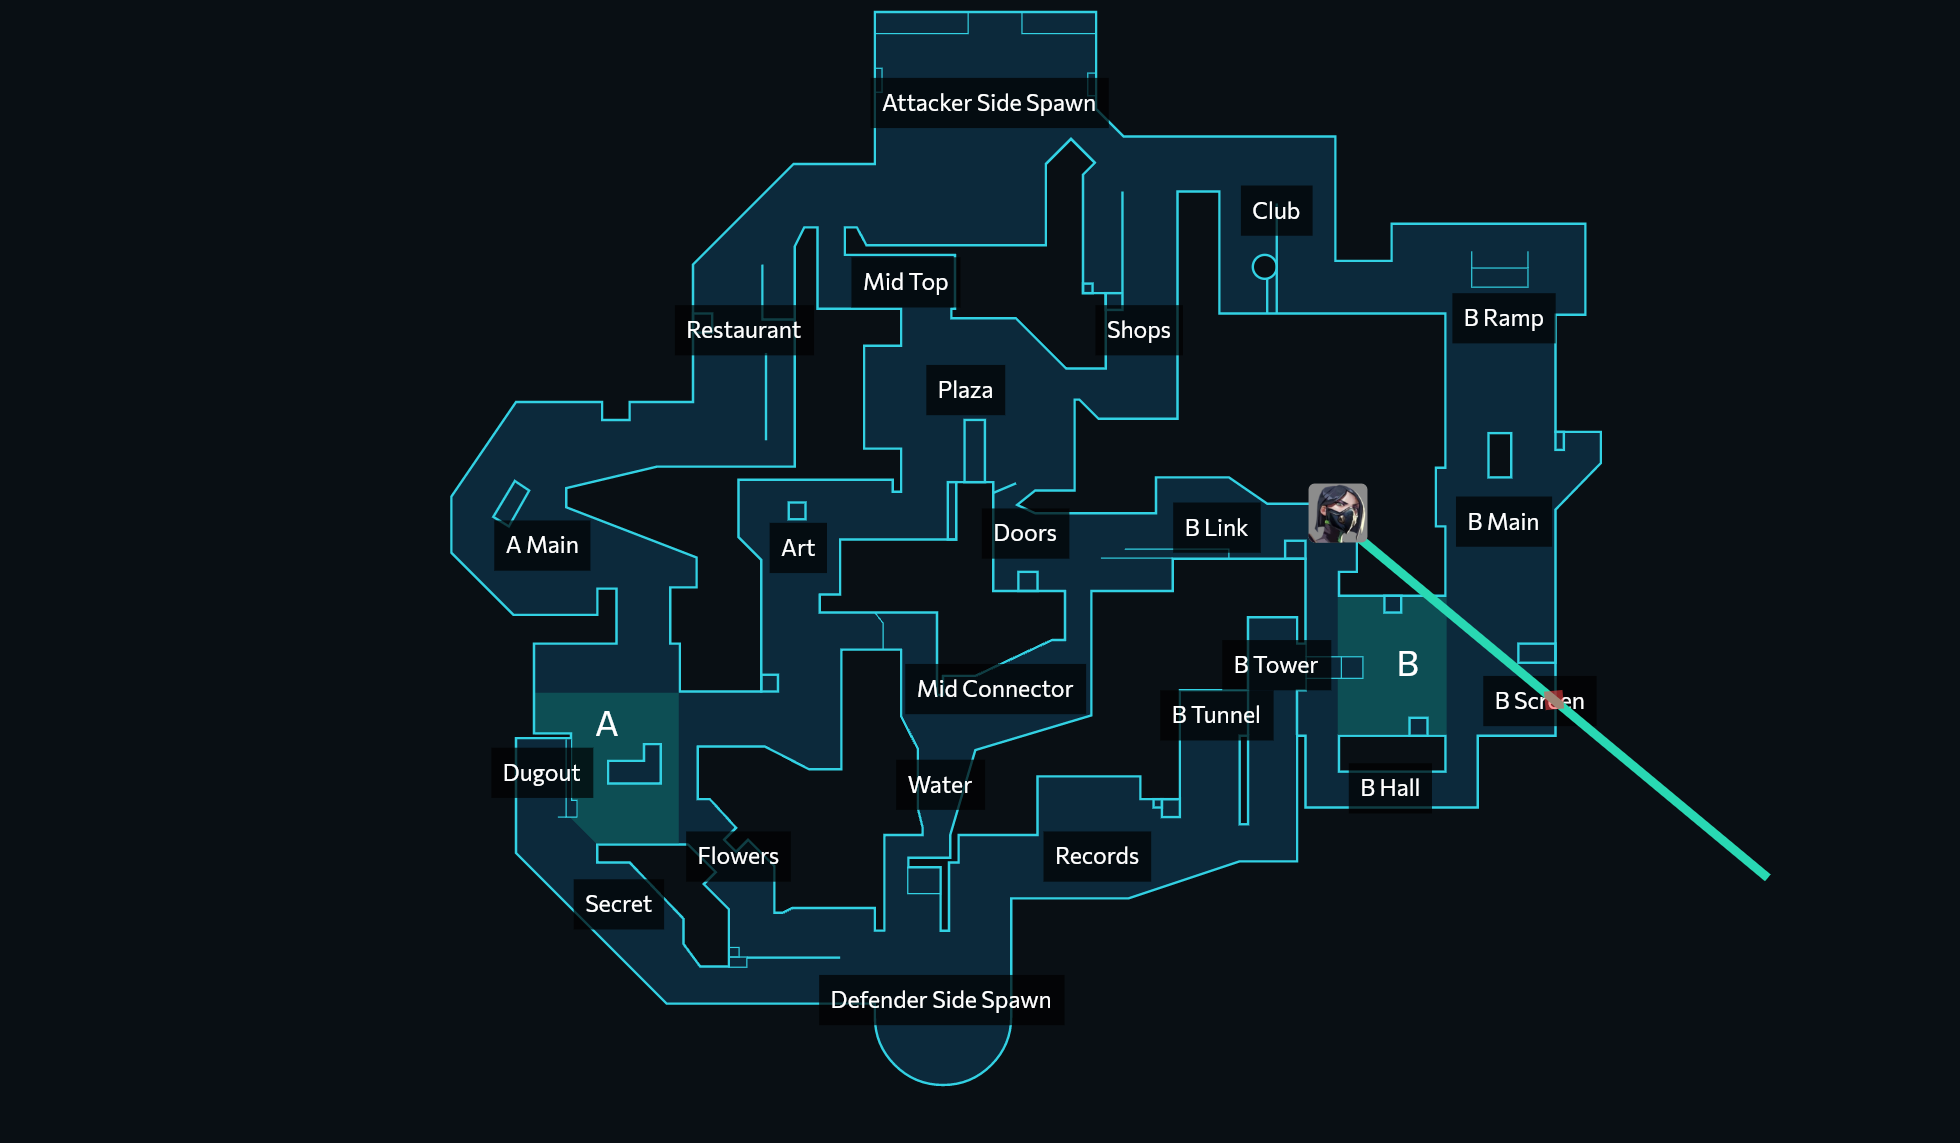 Attacker Side Spawn
Club
Mid Top
B Ramp
Restaurant
Shops
Plaza
B Main
B Link
Doors
A Main
Art
B Tower
B
Mid Connector
B Screen
B Tunnel
A
Dugout
Water
B Hall
Flowers
Records
Secret
Defender Side Spawn